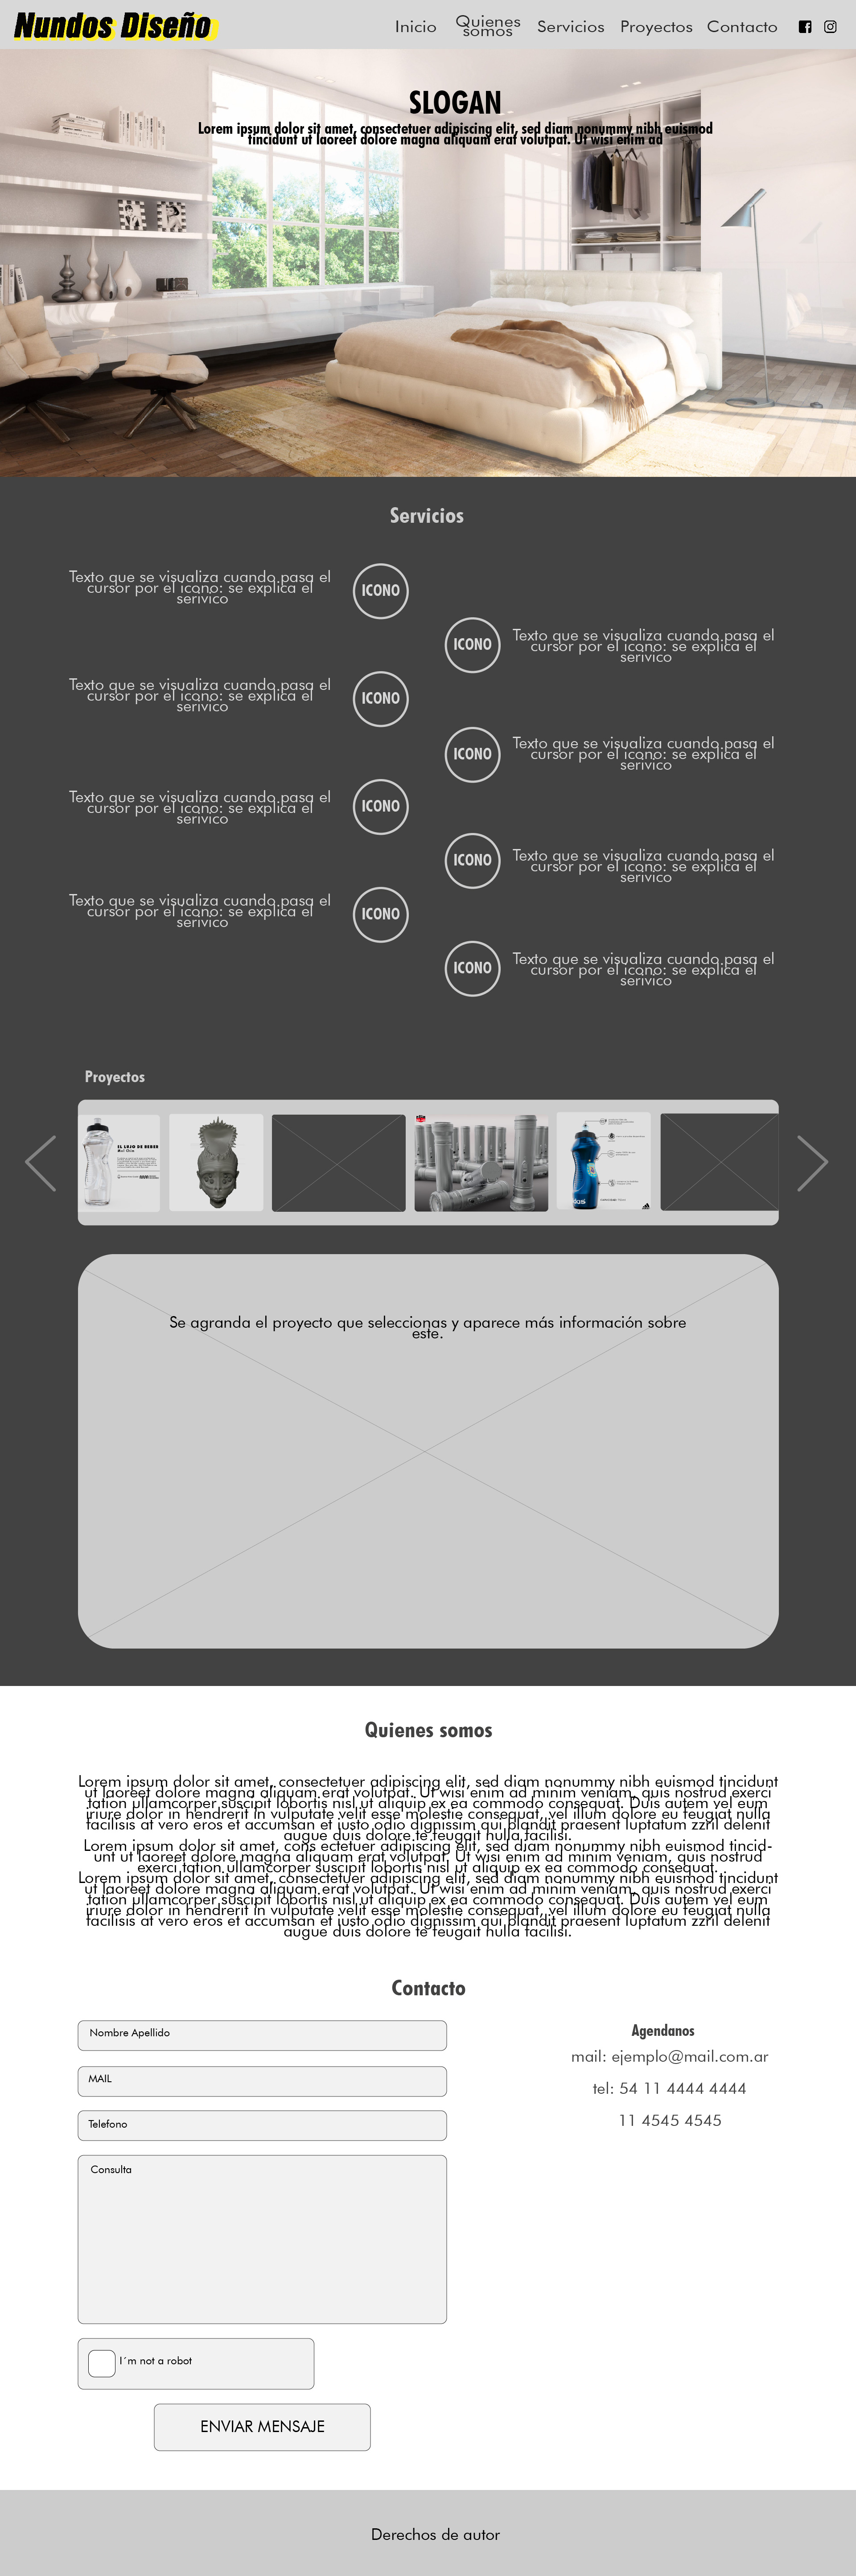 Nundos Diseño
Inicio
Quienes
somos
Servicios
Proyectos
Contacto
SLOGAN
Lorem ipsum dolor sit amet, consectetuer adipiscing elit, sed diam nonummy nibh euismod
tincidunt ut laoreet dolore magna aliquam erat volutpat. Ut wisi enim ad
Servicios
Texto que se visualiza cuando pasa el
cursor por el icono: se explica el
serivico
ICONO
ICONO
Texto que se visualiza cuando pasa el
cursor por el icono: se explica el
serivico
Texto que se visualiza cuando pasa el
cursor por el icono: se explica el
serivico
ICONO
ICONO
Texto que se visualiza cuando pasa el
cursor por el icono: se explica el
serivico
Texto que se visualiza cuando pasa el
cursor por el icono: se explica el
serivico
ICONO
ICONO
Texto que se visualiza cuando pasa el
cursor por el icono: se explica el
serivico
Texto que se visualiza cuando pasa el
cursor por el icono: se explica el
serivico
ICONO
ICONO
Texto que se visualiza cuando pasa el
cursor por el icono: se explica el
serivico
Proyectos
EL LUJO DE BEBER
Se agranda el proyecto que seleccionas y aparece más información sobre
este.
Quienes somos
Lorem ipsum dolor sit amet, consectetuer adipiscing elit, sed diam nonummy nibh euismod tincidunt
ut laoreet dolore magna aliquam erat volutpat. Ut wisi enim ad minim veniam, quis nostrud exerci
tation ullamcorper suscipit lobortis nisl ut aliquip ex ea commodo consequat. Duis autem vel eum
iriure dolor in hendrerit in vulputate velit esse molestie consequat, vel illum dolore eu feugiat nulla
facilisis at vero eros et accumsan et iusto odio dignissim qui blandit praesent luptatum zzril delenit
augue duis dolore te feugait nulla facilisi.
Lorem ipsum dolor sit amet, cons ectetuer adipiscing elit, sed diam nonummy nibh euismod tincid-
unt ut laoreet dolore magna aliquam erat volutpat. Ut wisi enim ad minim veniam, quis nostrud
exerci tation ullamcorper suscipit lobortis nisl ut aliquip ex ea commodo consequat.
Lorem ipsum dolor sit amet, consectetuer adipiscing elit, sed diam nonummy nibh euismod tincidunt
ut laoreet dolore magna aliquam erat volutpat. Ut wisi enim ad minim veniam, quis nostrud exerci
tation ullamcorper suscipit lobortis nisl ut aliquip ex ea commodo consequat. Duis autem vel eum
iriure dolor in hendrerit in vulputate velit esse molestie consequat, vel illum dolore eu feugiat nulla
facilisis at vero eros et accumsan et iusto odio dignissim qui blandit praesent luptatum zzril delenit
augue duis dolore te feugait nulla facilisi.
Contacto
Nombre Apellido
MAIL
Telefono
Consulta
I´m not a robot
ENVIAR MENSAJE
Agendanos
mail: ejemplo@mail.com.ar
tel: 54 11 4444 4444
11 4545 4545
Derechos de autor